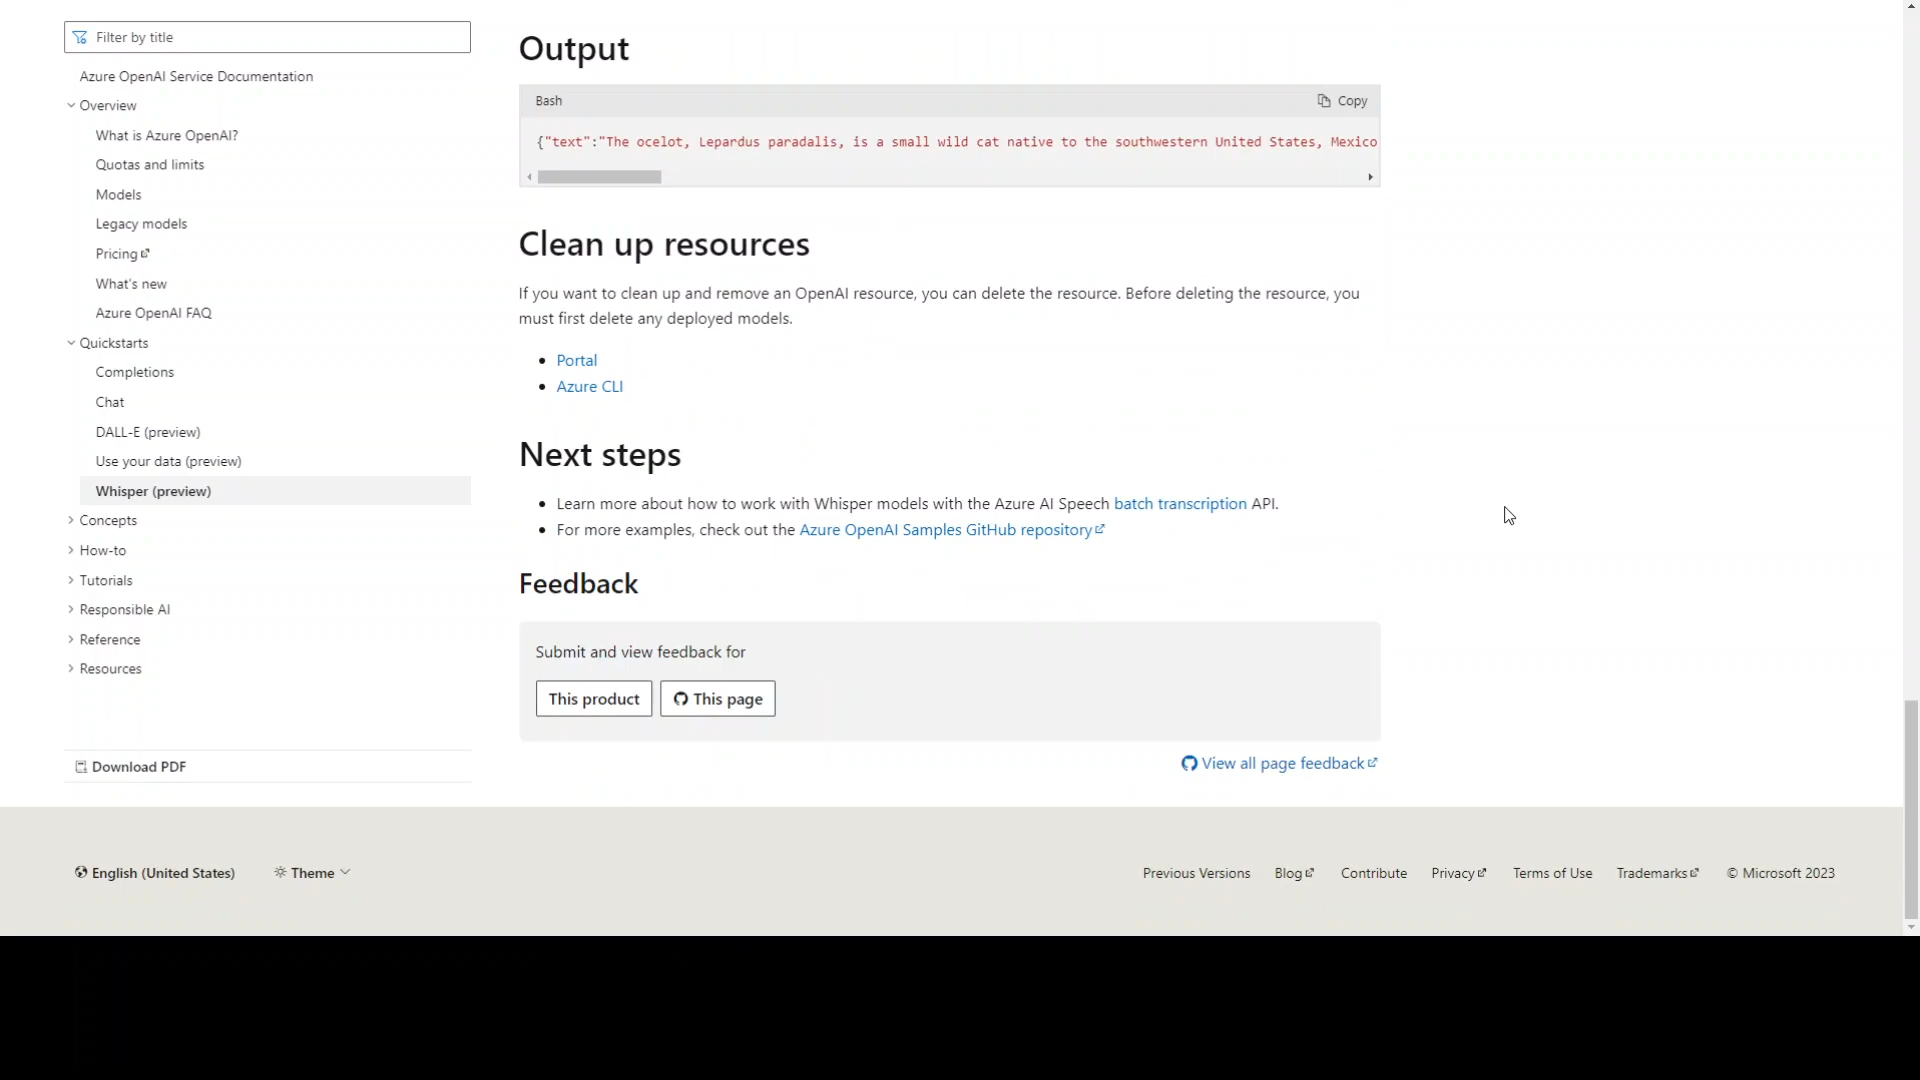 Filter by title
Azure OpenAI Service Documentation
Overview
What is Azure OpenAI?
Quotas and limits
Models
Legacy models
Pricing
What's new
Azure OpenAI FAQ
Quickstarts
Completions
Chat
DALL-E (preview)
Use your data (preview)
Whisper (preview)
Concepts
How-to
Tutorials
Responsible AI
Reference
Resources
Download PDF
Output
Bash
Copy
{"text":"The ocelot, Lepardus paradalis, is a small wild cat native to the southwestern United States, Mexico
Clean up resources
If you want to clean up and remove an OpenAI resource, you can delete the resource. Before deleting the resource, you
must first delete any deployed models.
Portal
Azure CLI
Next steps
Learn more about how to work with Whisper models with the Azure AI Speech batch transcription API.
For more examples, check out the Azure OpenAI Samples GitHub repository
Feedback
Submit and view feedback for
This product
This page
View all page feedback
English (United States)
Theme
Previous Versions
Blog
Contribute
Privacy
Terms of Use
Trademarks
© Microsoft 2023